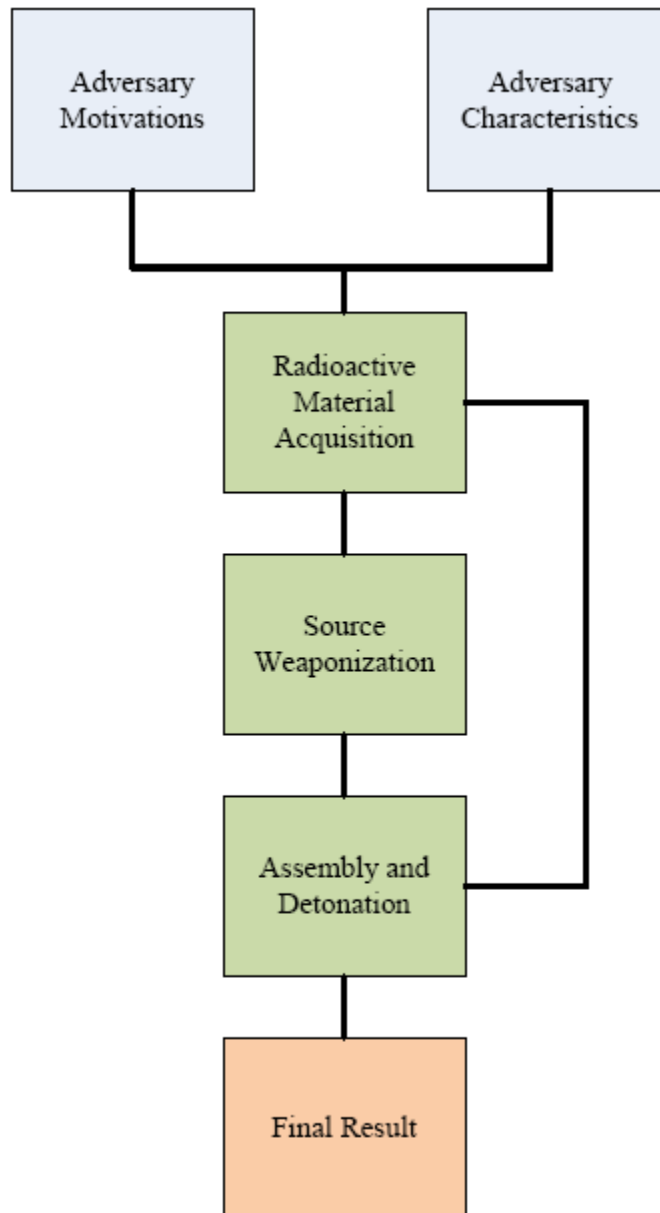 Adversary
Motivations
Adversary
Characteristics
Radioactive
Material
Acquisition
Source
Weaponization
Assembly and
Detonation
Final Result